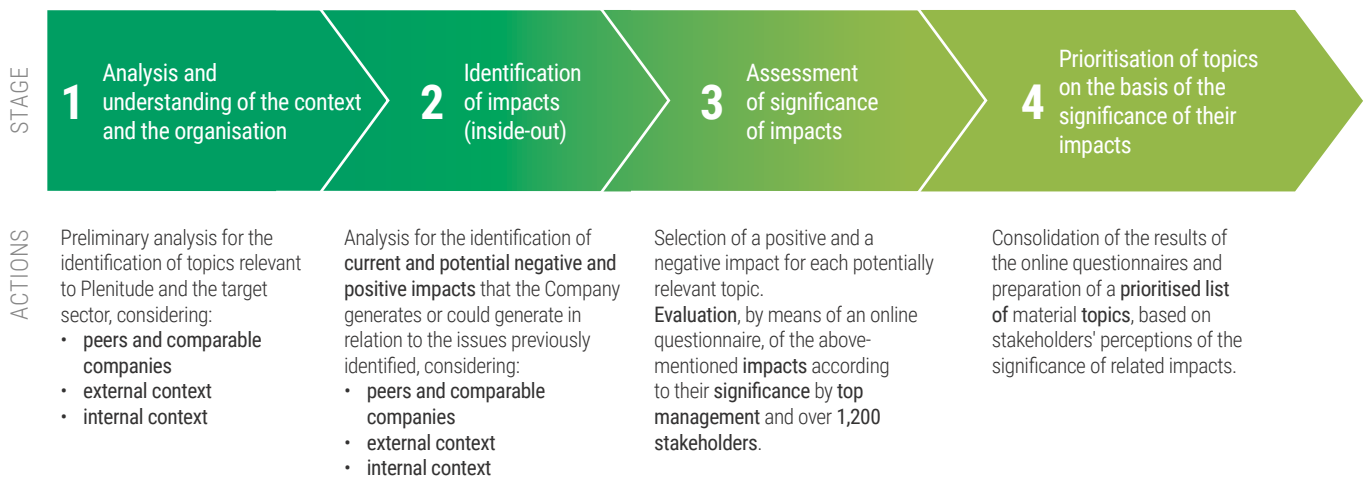 STAGE
1
Analysis and
understanding of the context
and the organisation
2
Identification
of impacts
(inside-out)
3
Assessment
of significance
of impacts
4
Prioritisation of topics
on the basis of the
significance of their
impacts
ACTIONS
Preliminary analysis for the
identification of topics relevant
to Plenitude and the target
sector, considering:
• peers and comparable
companies
• external context
• internal context
Analysis for the identification of
current and potential negative and
positive impacts that the Company
generates or could generate in
relation to the issues previously
identified, considering:
• peers and comparable
companies
• external context
• internal context
Selection of a positive and a
negative impact for each potentially
relevant topic.
Evaluation, by means of an online
questionnaire, of the above-
mentioned impacts according
to their significance by top
management and over 1,200
stakeholders.
Consolidation of the results of
the online questionnaires and
preparation of a prioritised list
of material topics, based on
stakeholders' perceptions of the
significance of related impacts.